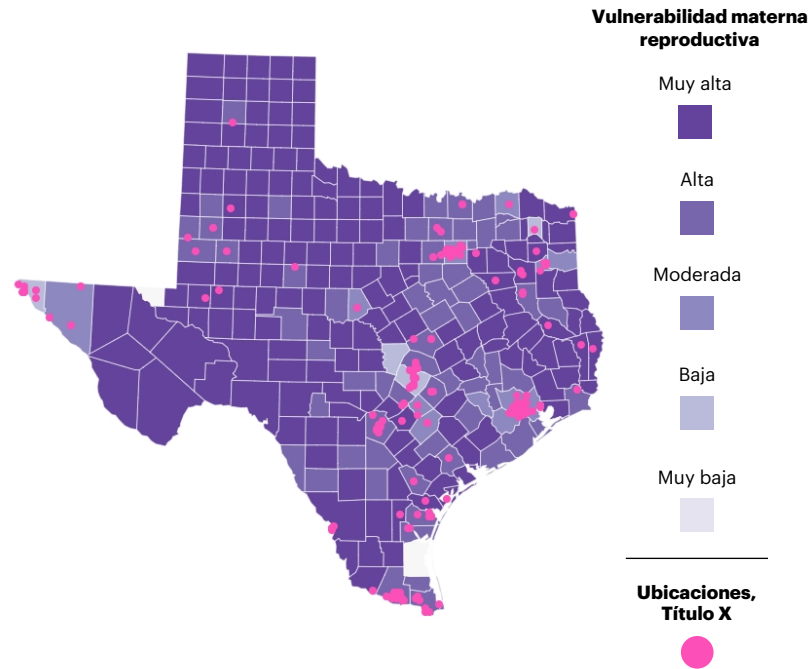 Vulnerabilidad materna
reproductiva
Muy alta
Alta
Moderada
Baja
Muy baja
Ubicaciones,
Título X